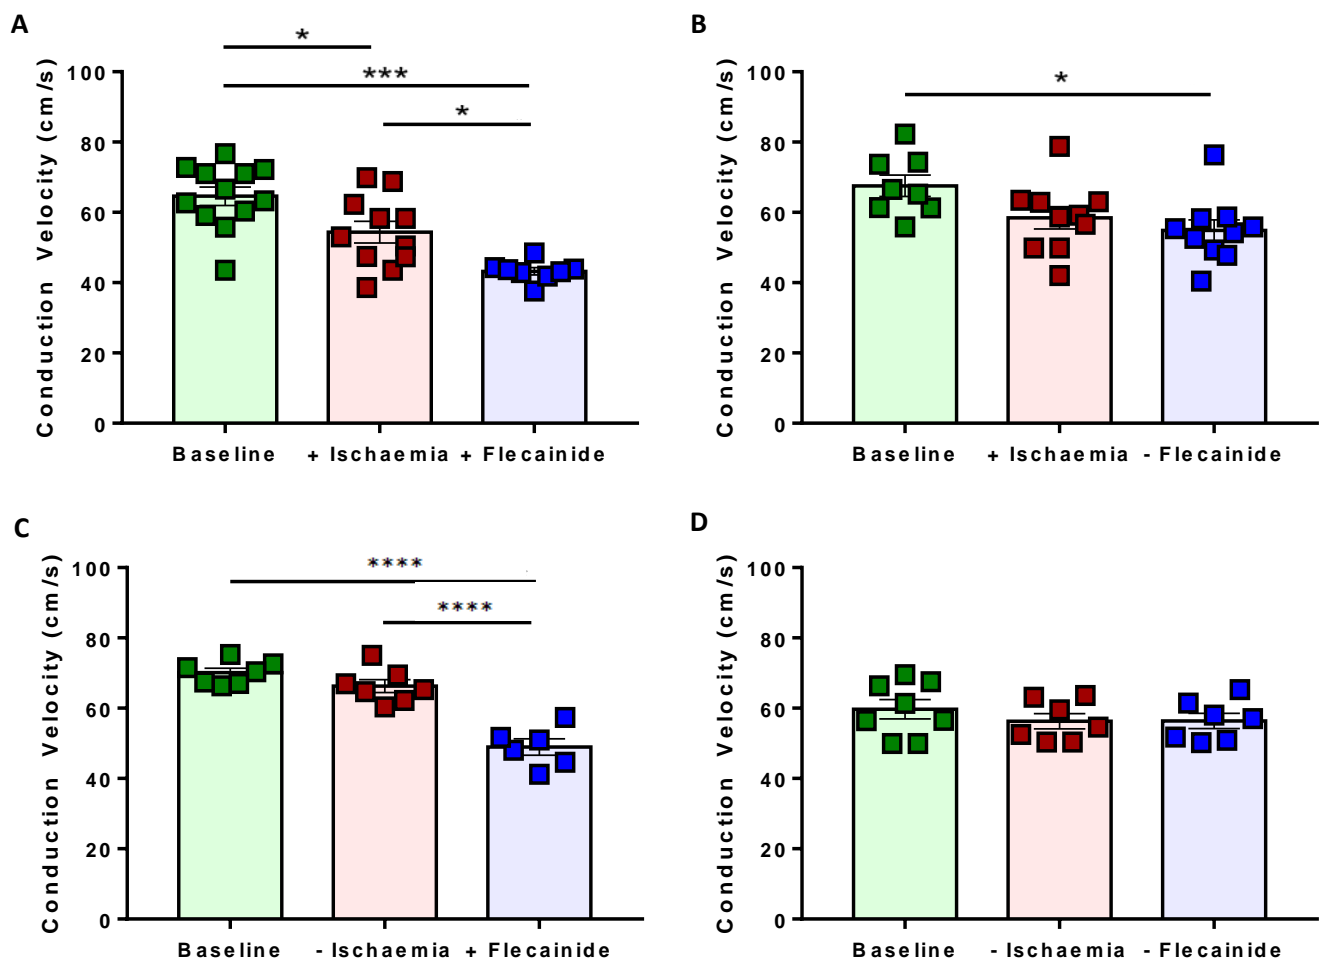 A
*
***
*
Conduction Velocity (cm/s)
100
80
60
40
20
0
Baseline + Ischaemia + Flecainide
B
*
Conduction Velocity (cm/s)
100
80
60
40
20
0
Baseline + Ischaemia - Flecainide
C
****
****
Conduction Velocity (cm/s)
100
80
60
40
20
0
Baseline - Ischaemia + Flecainide
D
Conduction Velocity (cm/s)
100
80
60
40
20
0
Baseline - Ischaemia - Flecainide